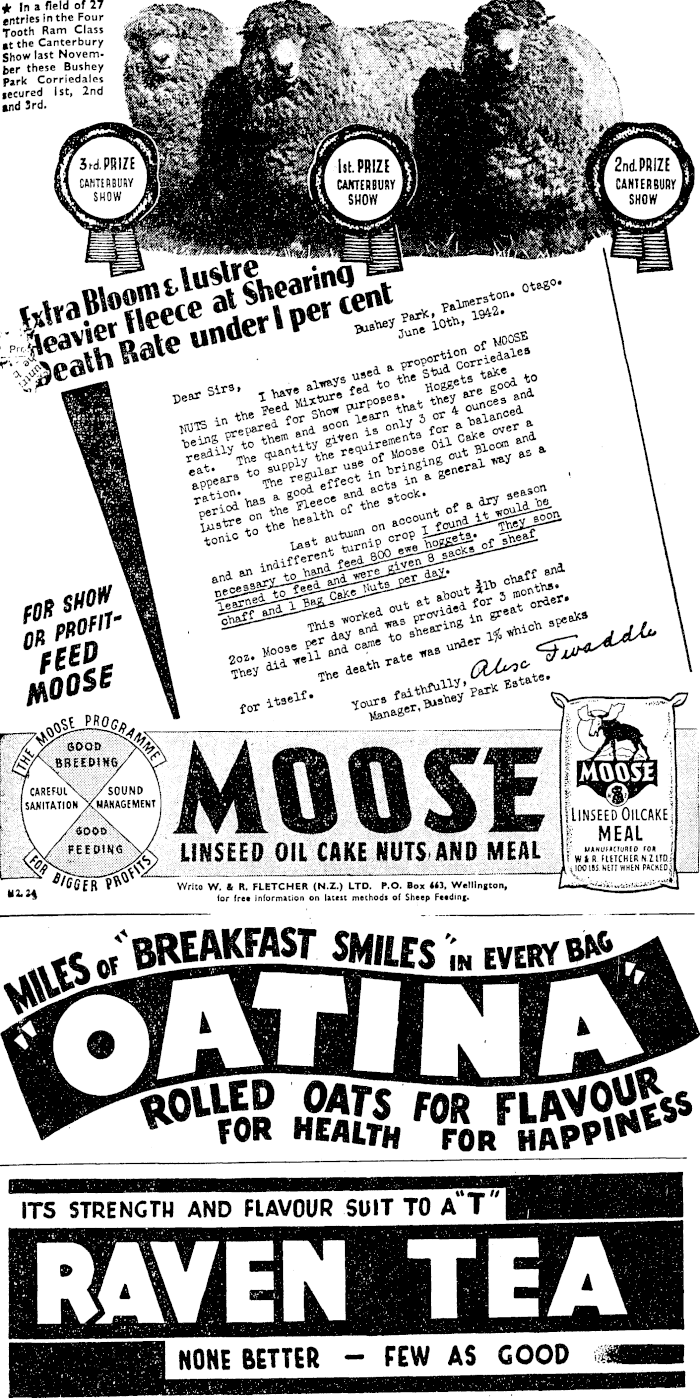 ★ In a field of 27
entries in the Four
Tooth Ram Class
at the Canterbury
Show last Novem-
ber these Bushey
Park Corriedales
secured 1st, 2nd
and 3rd.
3rd. PRIZE
CANTERBURY
SHOW
1st. PRIZE
CANTERBURY
SHOW
2nd. PRIZE
CANTERBURY
SHOW
Extra Bloom & Lustre
Heavier Fleece at Shearing
Death Rate under 1 per cent
Bushey Park, Palmerston. Otago.
June 10th, 1942.
Dear Sirs,
I have always used a proportion of MOOSE
NUTS in the Feed Mixture fed to the Stud Corriedales
being prepared for Show purposes. Hoggets take
readily to them and soon learn that they are good to
eat. The quantity given is only 3 or 4 ounces and
appears to supply the requirements for a balanced
ration. The regular use of Moose Oil Cake over a
period has a good effect in bringing out Bloom and
Lustre on the Fleece and acts in a general way as a
tonic to the health of the stock.
Last autumn on account of a dry season
and an indifferent turnip crop I found it would be
necessary to hand feed 800 ewe hoggets. They soon
learned to feed and were given 8 sacks of sheaf
chaff and 1 Bag Cake Nuts per day.
This worked out at about ¾lb chaff and
2oz. Moose per day and was provided for 3 months.
They did well and came to shearing in great order.
The death rate was under 1% which speaks
for itself.
Yours faithfully, Alex Twaddle
Manager, Bushey Park Estate.
FOR SHOW
OR PROFIT-
FEED
MOOSE
THE MOOSE PROGRAMME
GOOD
BREEDING
CAREFUL
SANITATION
SOUND
MANAGEMENT
GOOD
FEEDING
FOR BIGGER PROFITS
M2.24
MOOSE
LINSEED OIL CAKE NUTS AND MEAL
MOOSE
LINSEED OILCAKE
MEAL
MANUFACTURED FOR
W & R. FLETCHER N.Z LTD
100 LBS. NETT WHEN PACKED
Write W. & R. FLETCHER (N.Z.) LTD. P.O. Box 663, Wellington,
for free information on latest methods of Sheep Feeding.
MILES OF "BREAKFAST SMILES" IN EVERY BAG
"OATINA"
ROLLED OATS FOR FLAVOUR
FOR HEALTH FOR HAPPINESS
ITS STRENGTH AND FLAVOUR SUIT TO A "T"
RAVEN TEA
NONE BETTER — FEW AS GOOD